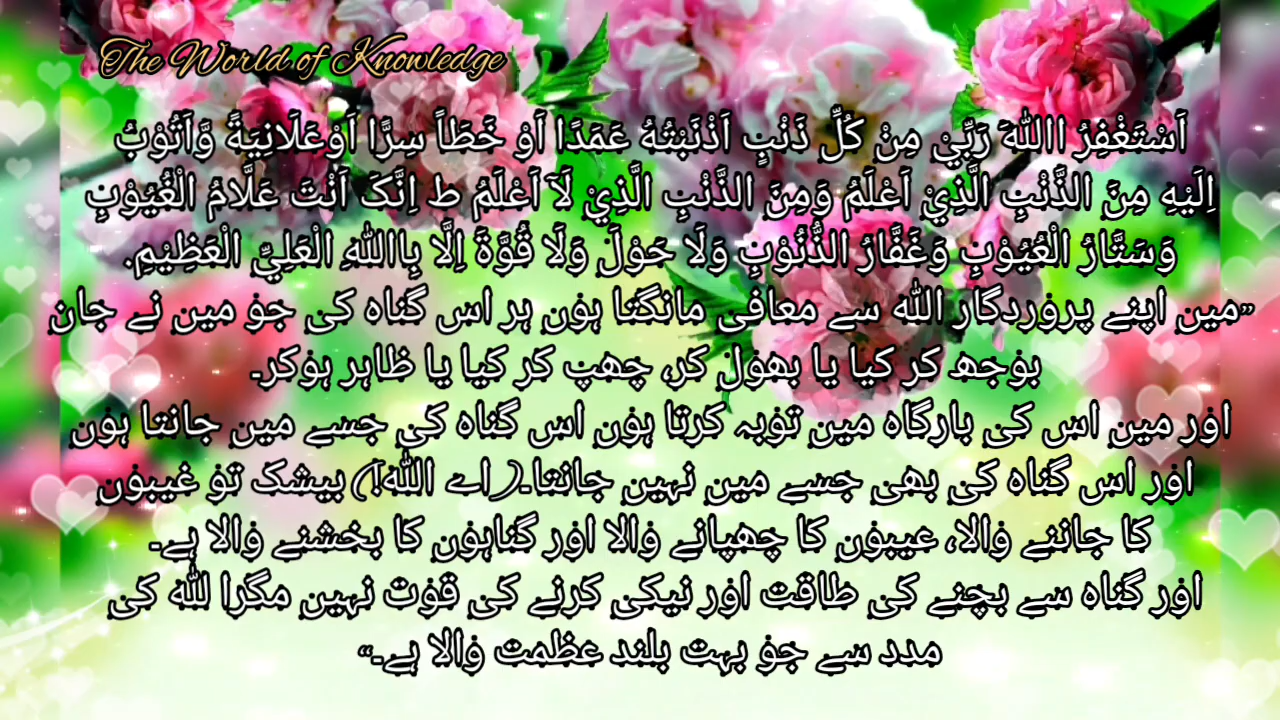 The World of Knowledge
اَسْتَغْفِرُ االلهَ رَبِّيْ مِنْ كُلِّ ذَنْبٍ اَذْنَبْتُهُ عَمَدًا اَوْ خَطَاً سِرًّا اَوْعَلَانِيَةً وَّاَتُوْبُ
اِلَيْهِ مِنَ الذَّنْبِ الَّذِيْ اَعْلَمُ وَمِنَ الذَّنْبِ الَّذِيْ لَآ اَعْلَمُ ط اِنَّکَ اَنْتَ عَلَّامُ الْغُيُوْبِ
وَسَتَّارُ الْعُيُوْبِ وَغَفَّارُ الذُّنُوْبِ وَلَا حَوْلَ وَلَا قُوَّةَ اِلَّا بِااللهِ الْعَلِيِّ الْعَظِيْمِ.
”میں اپنے پروردگار اللہ سے معافی مانگتا ہوں ہر اس گناہ کی جو میں نے جان
بوجھ کر کیا یا بھول کر، چھپ کر کیا یا ظاہر ہوکر۔
اور میں اس کی بارگاہ میں توبہ کرتا ہوں اس گناہ کی جسے میں جانتا ہوں
اور اس گناہ کی بھی جسے میں نہیں جانتا۔(اے اللہ!) بیشک تو غیبوں
کا جاننے والا، عیبوں کا چھپانے والا اور گناہوں کا بخشنے والا ہے۔
اور گناہ سے بچنے کی طاقت اور نیکی کرنے کی قوت نہیں مگرا للہ کی
مدد سے جو بہت بلند عظمت والا ہے۔“